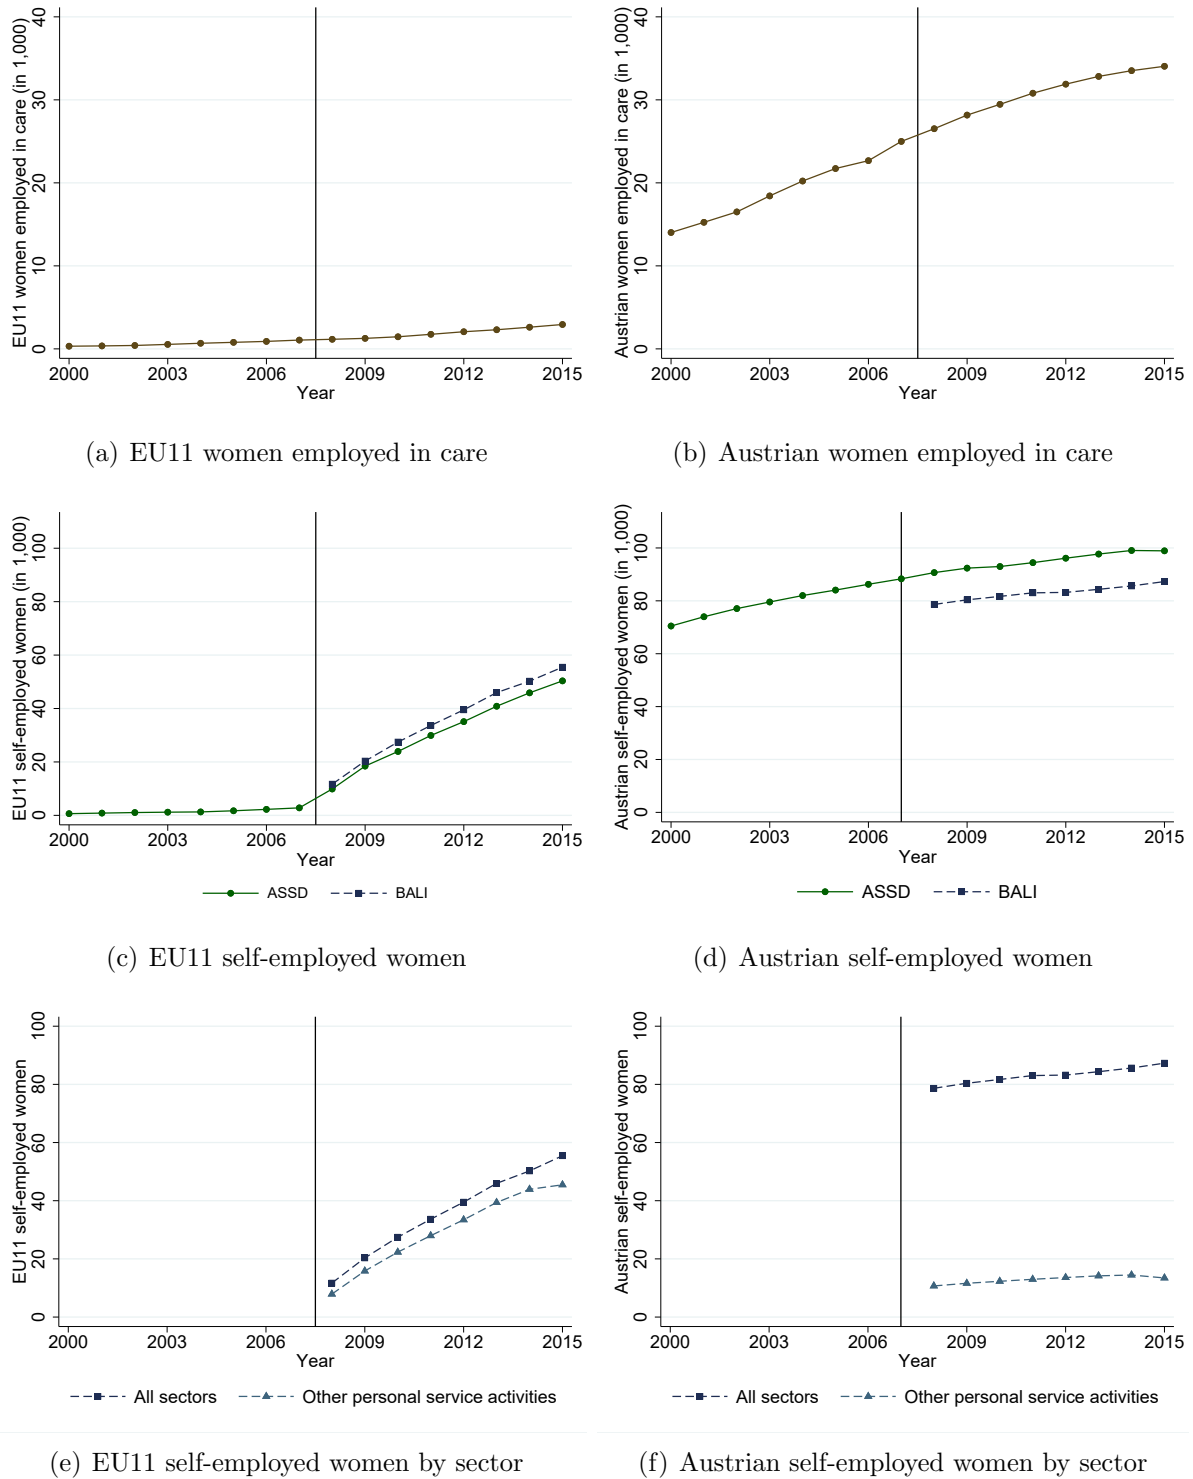 EU11 women employed in care (in 1,000)
40
30
20
10
0
2000 2003 2006 2009 2012 2015
Year
(a) EU11 women employed in care
Austrian women employed in care (in 1,000)
40
30
20
10
0
2000 2003 2006 2009 2012 2015
Year
(b) Austrian women employed in care
EU11 self-employed women (in 1,000)
100
80
60
40
20
0
2000 2003 2006 2009 2012 2015
Year
ASSD BALI
(c) EU11 self-employed women
Austrian self-employed women (in 1,000)
100
80
60
40
20
0
2000 2003 2006 2009 2012 2015
Year
ASSD BALI
(d) Austrian self-employed women
EU11 self-employed women
100
80
60
40
20
0
2000 2003 2006 2009 2012 2015
Year
All sectors Other personal service activities
(e) EU11 self-employed women by sector
Austrian self-employed women
100
80
60
40
20
0
2000 2003 2006 2009 2012 2015
Year
All sectors Other personal service activities
(f) Austrian self-employed women by sector